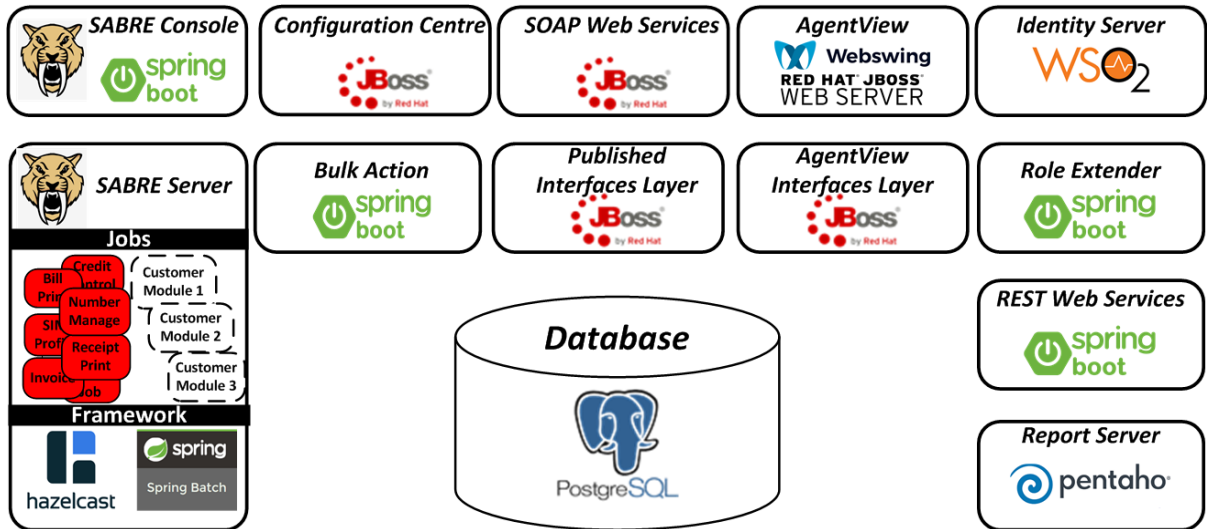 SABRE Console
spring
boot
Configuration Centre
JBoss
by Red Hat
SOAP Web Services
JBoss
by Red Hat
AgentView
Webswing
RED HAT® JBOSS®
WEB SERVER
Identity Server
WSO2
SABRE Server
Jobs
Credit
Bill
Number
Manage
Receipt
Print
Invoice
Job
Customer
Module 1
Customer
Module 2
Customer
Module 3
Framework
hazelcast
spring
Spring Batch
Bulk Action
spring
boot
Published
Interfaces Layer
JBoss
by Red Hat
AgentView
Interfaces Layer
JBoss
by Red Hat
Role Extender
spring
boot
REST Web Services
spring
boot
Database
PostgreSQL
Report Server
pentaho